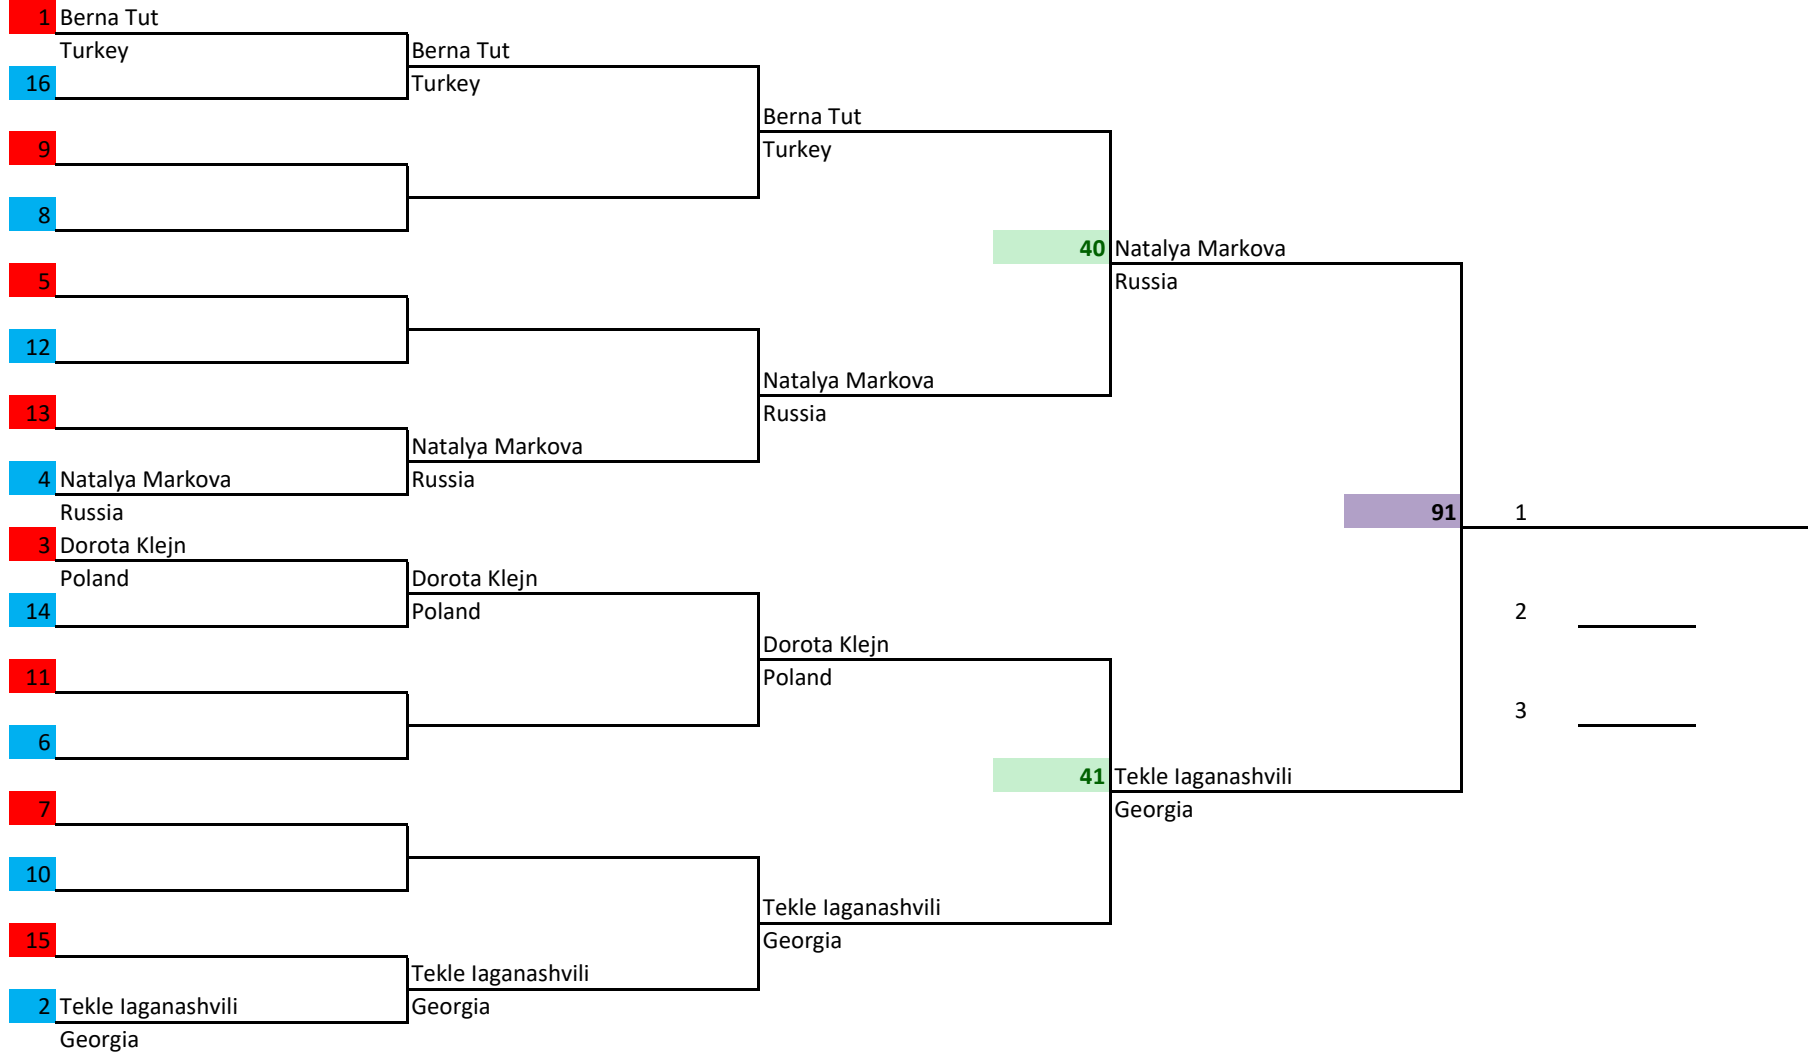 1 Berna Tut
Turkey Berna Tut
16 Turkey
Berna Tut
9 Turkey
8
40 Natalya Markova
5 Russia
12
Natalya Markova
13 Russia
Natalya Markova
4 Natalya Markova Russia
Russia 91 1
3 Dorota Klejn
Poland Dorota Klejn
14 Poland 2
Dorota Klejn
11 Poland
3
6
41 Tekle Iaganashvili
7 Georgia
10
Tekle Iaganashvili
15 Georgia
Tekle Iaganashvili
2 Tekle Iaganashvili Georgia
Georgia